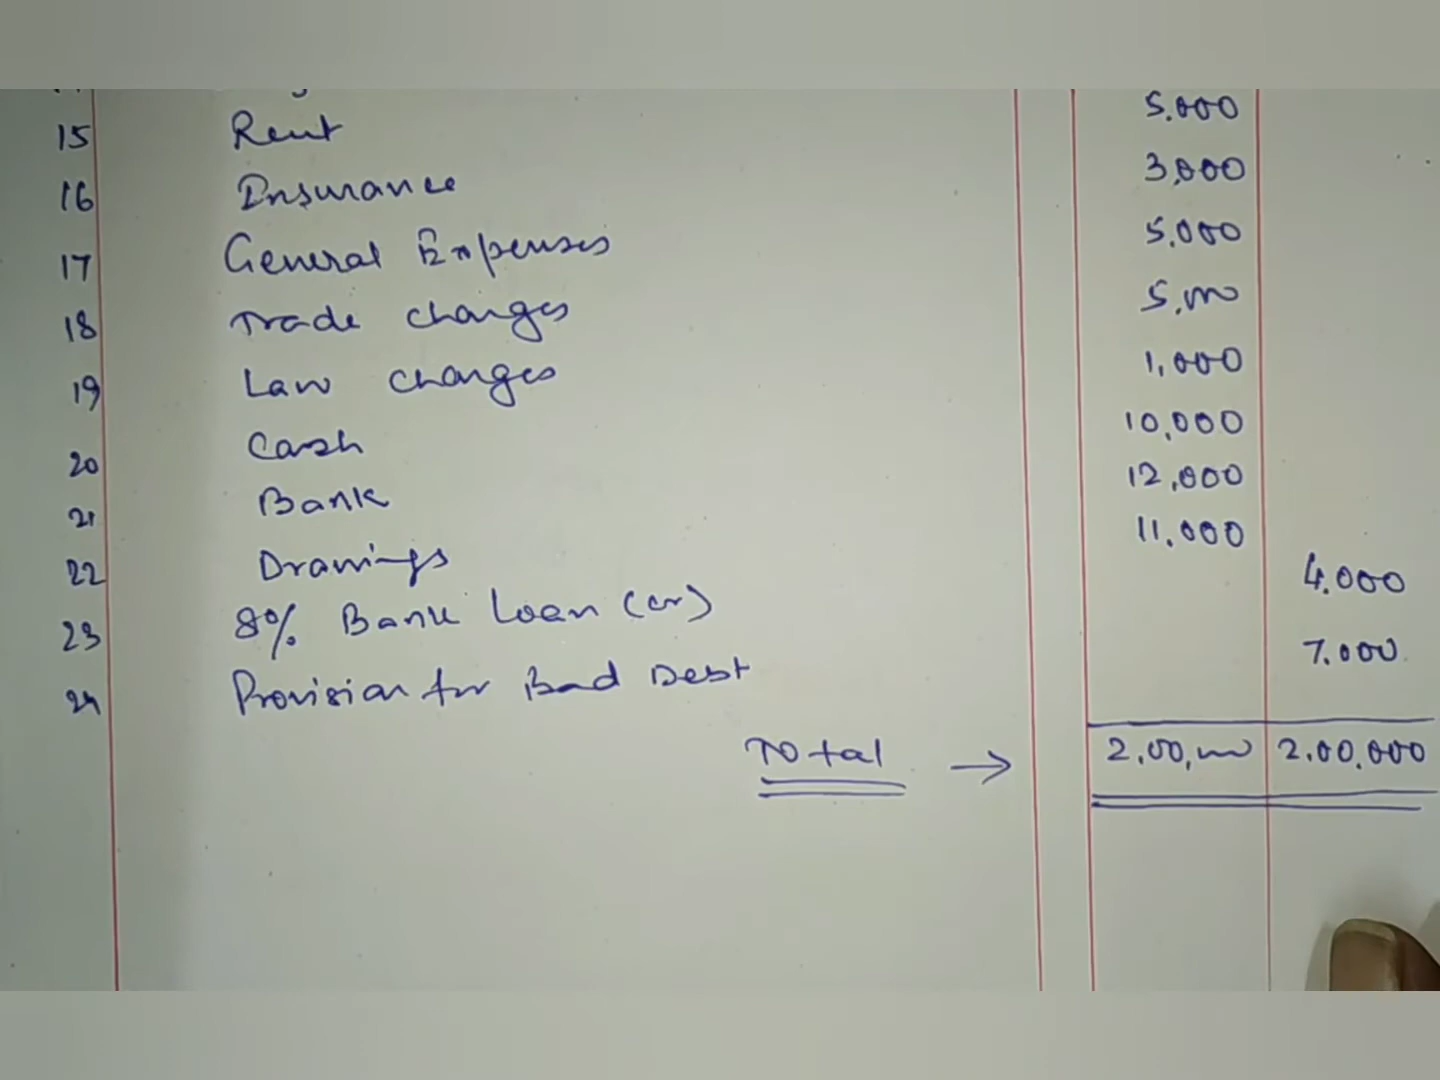 15 Rent 5.000
16 Insurance 3,000
17 General Expenses 5.000
18 Trade charges 5,000
19 Law charges 1,000
20 Cash 10,000
21 Bank 12,000
22 Drawings 11.000
23 8% Bank Loan (cr) 4.000
24 Provision for Bad Debt 7.000
Total → 2,00,000 2.00.000